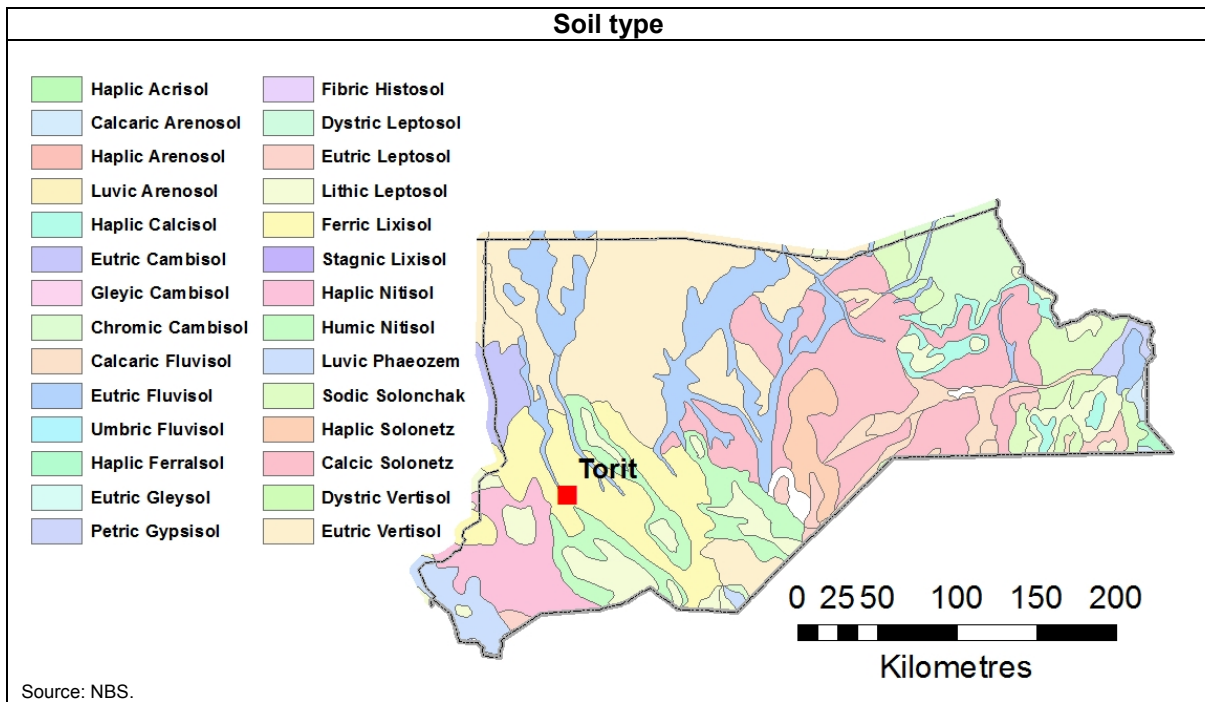 Soil type
Haplic Acrisol
Calcaric Arenosol
Haplic Arenosol
Luvic Arenosol
Haplic Calcisol
Eutric Cambisol
Gleyic Cambisol
Chromic Cambisol
Calcaric Fluvisol
Eutric Fluvisol
Umbric Fluvisol
Haplic Ferralsol
Eutric Gleysol
Petric Gypsisol
Fibric Histosol
Dystric Leptosol
Eutric Leptosol
Lithic Leptosol
Ferric Lixisol
Stagnic Lixisol
Haplic Nitisol
Humic Nitisol
Luvic Phaeozem
Sodic Solonchak
Haplic Solonetz
Calcic Solonetz
Dystric Vertisol
Eutric Vertisol
Torit
0 25 50 100 150 200
Kilometres
Source: NBS.